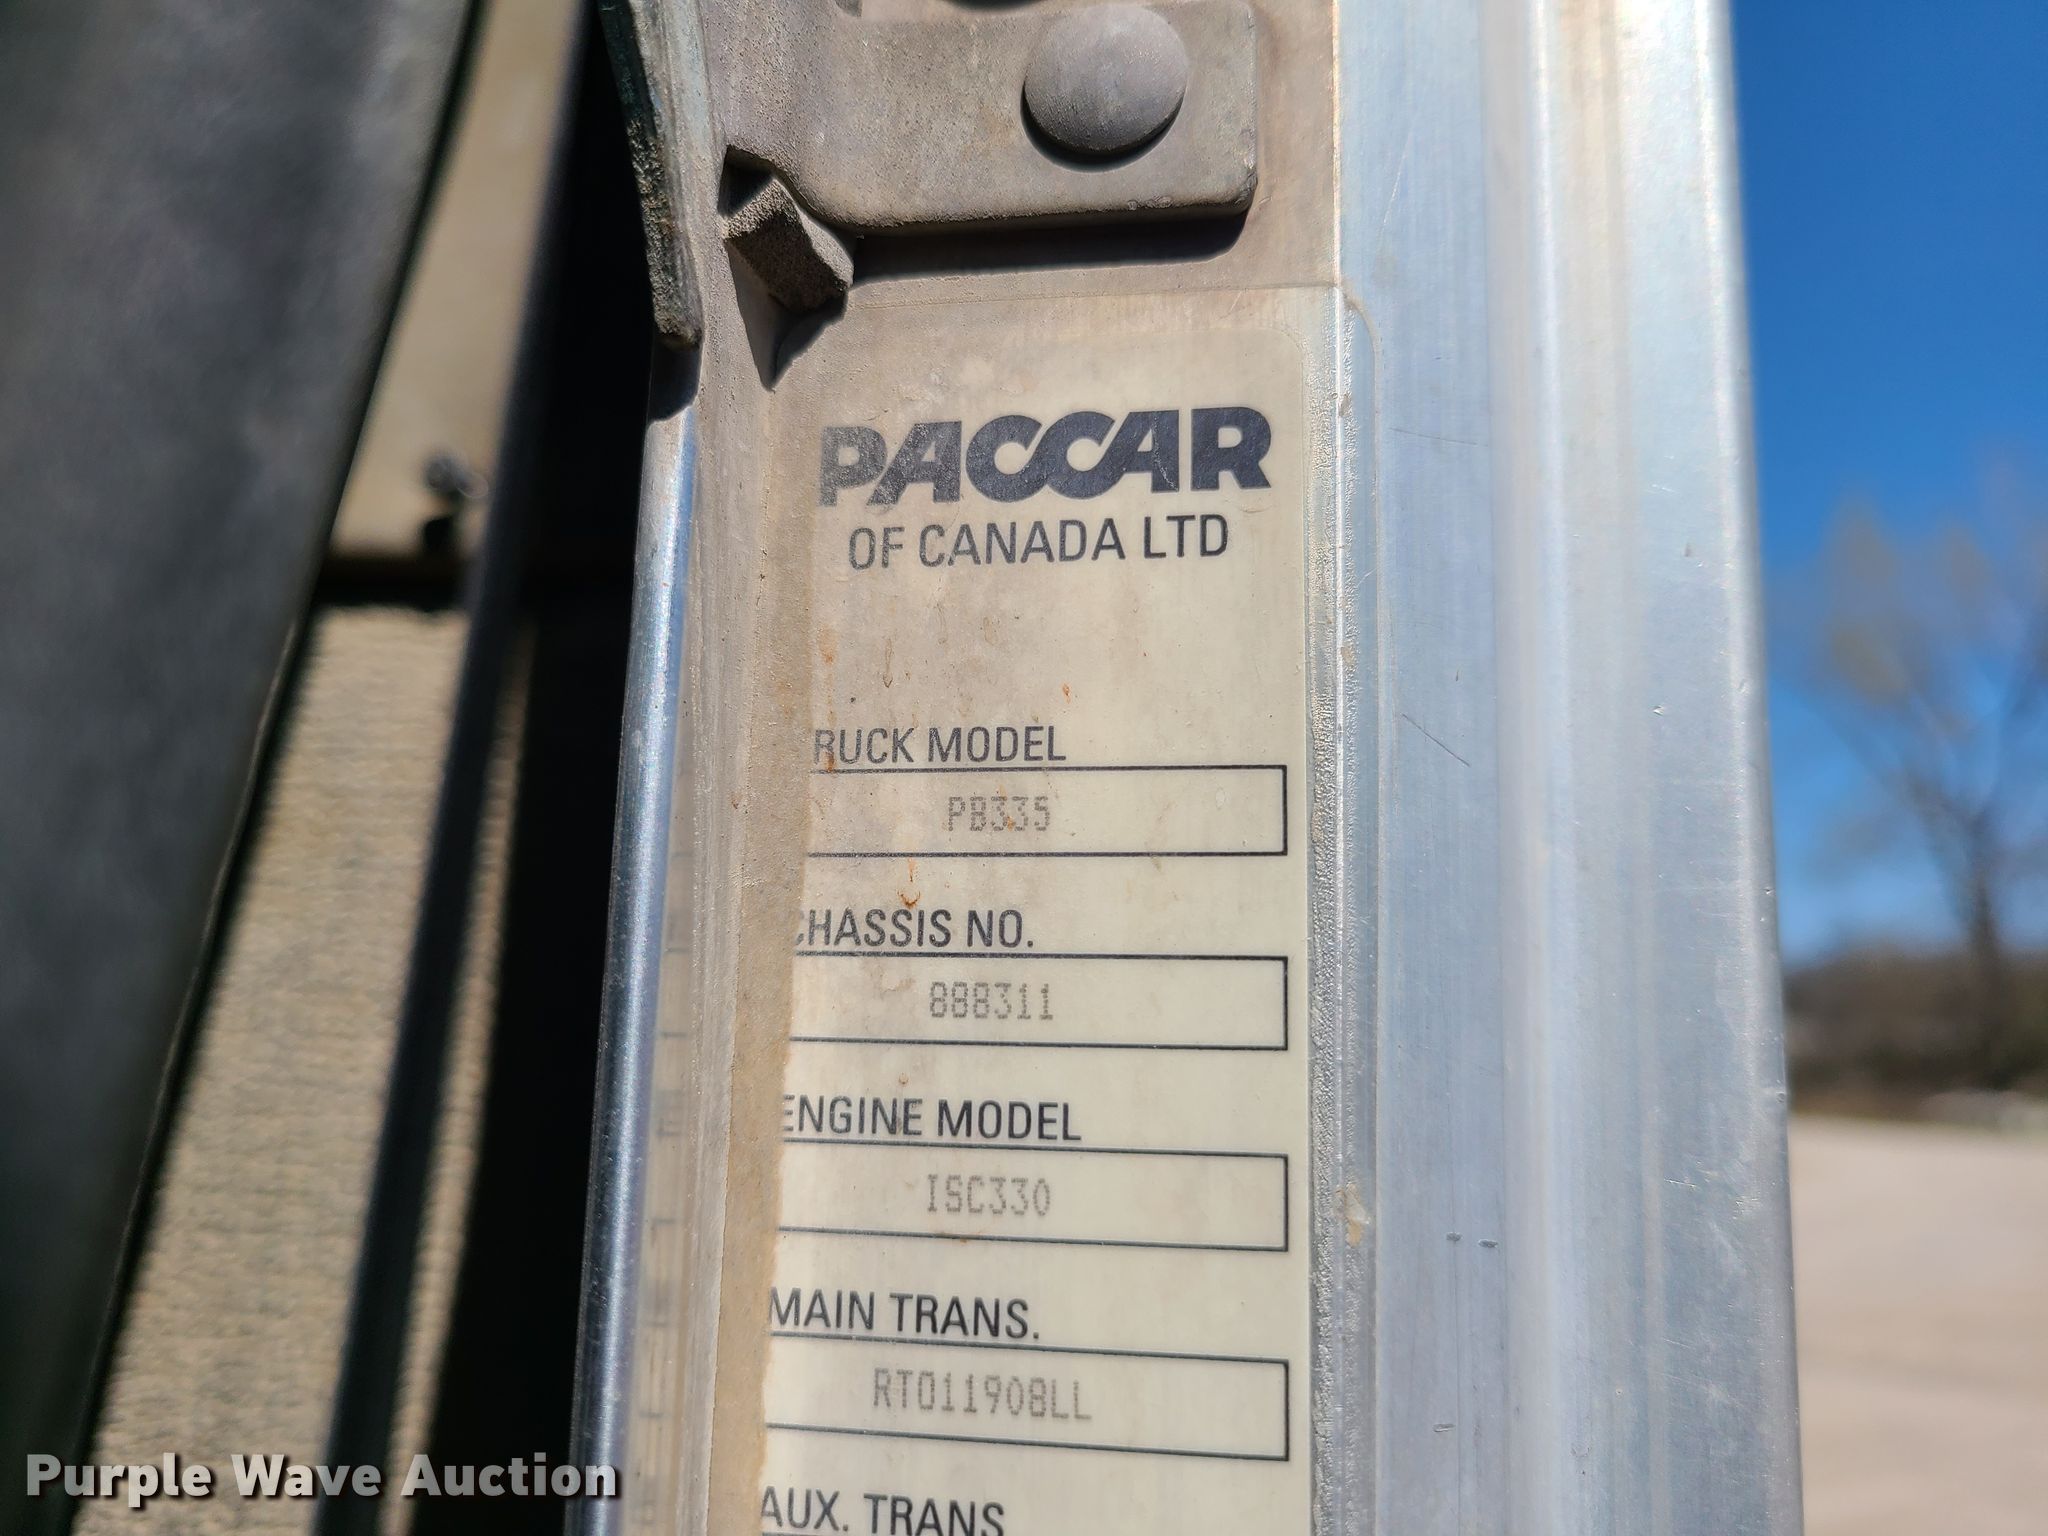 PACCAR
OF CANADA LTD
RUCK MODEL
PB335
CHASSIS NO.
888311
ENGINE MODEL
ISC330
MAIN TRANS.
RTO11908LL
AUX. TRANS
Purple Wave Auction